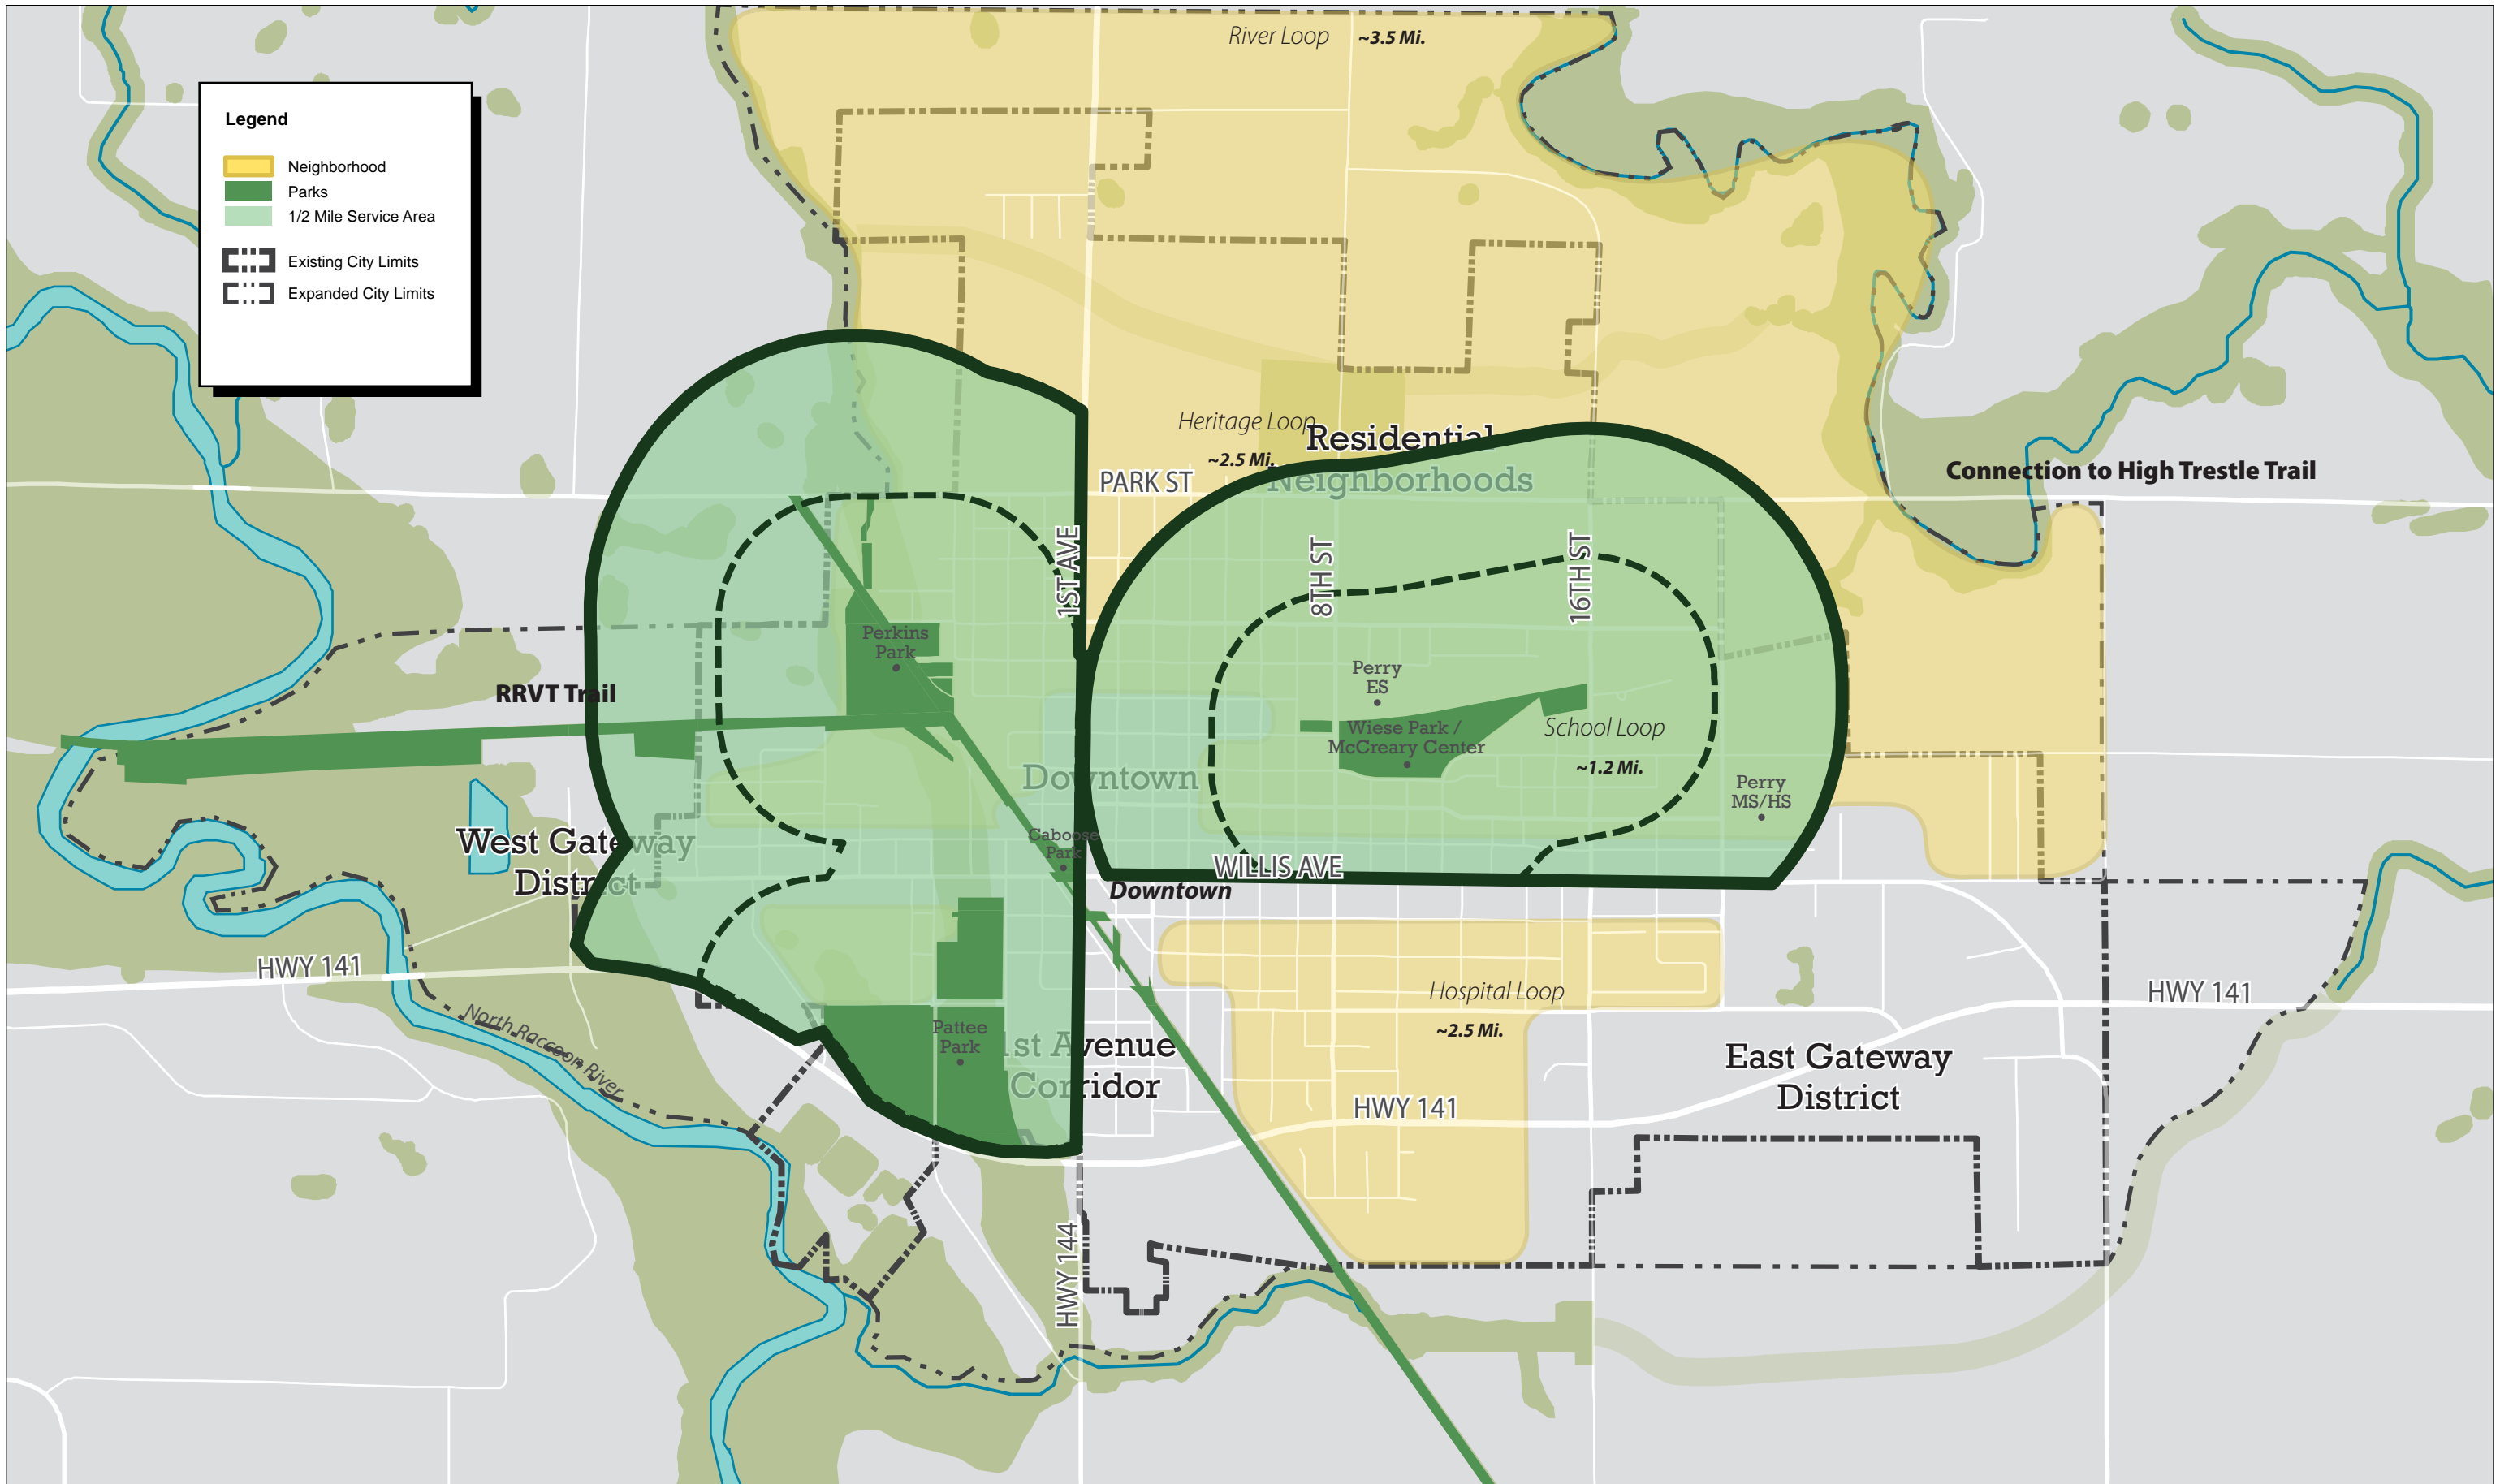 River Loop ~3.5 Mi.
Legend
Neighborhood
Parks
1/2 Mile Service Area
Existing City Limits
Expanded City Limits
Heritage Loop
~2.5 Mi.
Residential
Neighborhoods
PARK ST
Connection to High Trestle Trail
1ST AVE
8TH ST
16TH ST
Perkins
Park
Perry
ES
RRVT Trail
Wiese Park /
McCreary Center
School Loop
~1.2 Mi.
Downtown
Perry
MS/HS
West Gateway
District
Caboose
Park
WILLIS AVE
Downtown
HWY 141
Hospital Loop
~2.5 Mi.
HWY 141
North Raccoon River
Pattee
Park
1st Avenue
Corridor
East Gateway
District
HWY 141
HWY 144